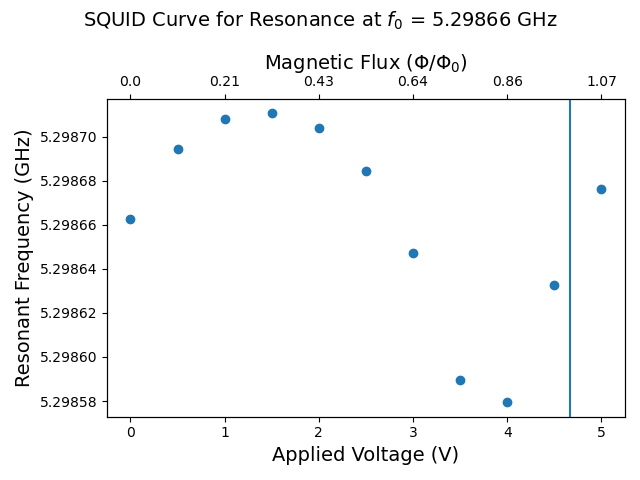 SQUID Curve for Resonance at f₀ = 5.29866 GHz
Magnetic Flux (Φ/Φ₀)
0.0 0.21 0.43 0.64 0.86 1.07
Resonant Frequency (GHz)
5.29870
5.29868
5.29866
5.29864
5.29862
5.29860
5.29858
0 1 2 3 4 5
Applied Voltage (V)